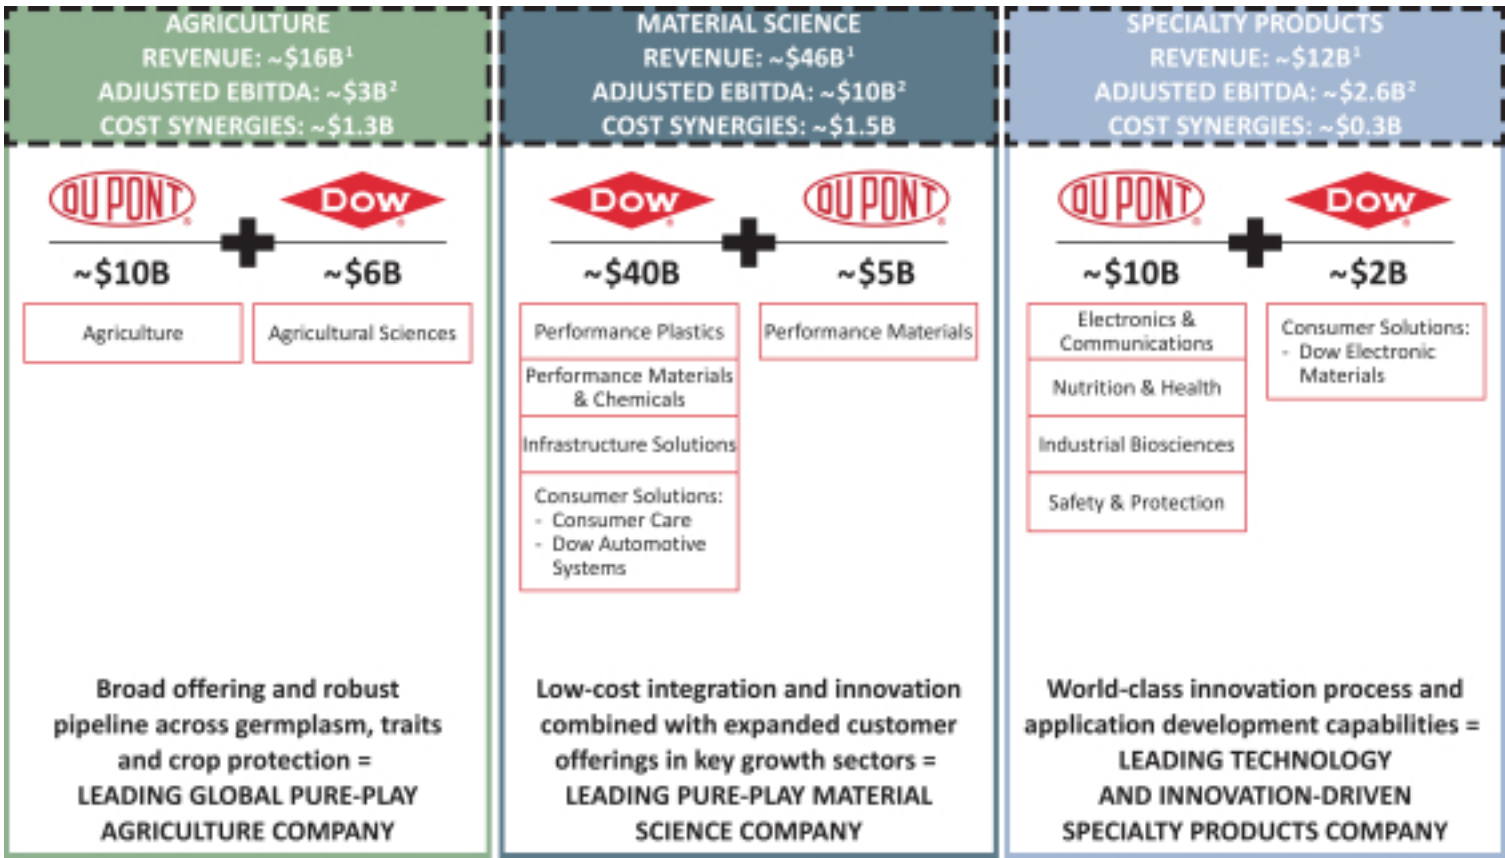 AGRICULTURE
REVENUE: ~$16B¹
ADJUSTED EBITDA: ~$3B²
COST SYNERGIES: ~$1.3B
DU PONT®
DOW®
~$10B
~$6B
Agriculture
Agricultural Sciences
Broad offering and robust
pipeline across germplasm, traits
and crop protection =
LEADING GLOBAL PURE-PLAY
AGRICULTURE COMPANY
MATERIAL SCIENCE
REVENUE: ~$46B¹
ADJUSTED EBITDA: ~$10B²
COST SYNERGIES: ~$1.5B
DOW®
DU PONT®
~$40B
~$5B
Performance Plastics
Performance Materials
& Chemicals
Infrastructure Solutions
Consumer Solutions:
- Consumer Care
- Dow Automotive
Systems
Performance Materials
Low-cost integration and innovation
combined with expanded customer
offerings in key growth sectors =
LEADING PURE-PLAY MATERIAL
SCIENCE COMPANY
SPECIALTY PRODUCTS
REVENUE: ~$12B¹
ADJUSTED EBITDA: ~$2.6B²
COST SYNERGIES: ~$0.3B
DU PONT®
DOW®
~$10B
~$2B
Electronics &
Communications
Nutrition & Health
Industrial Biosciences
Safety & Protection
Consumer Solutions:
- Dow Electronic
Materials
World-class innovation process and
application development capabilities =
LEADING TECHNOLOGY
AND INNOVATION-DRIVEN
SPECIALTY PRODUCTS COMPANY